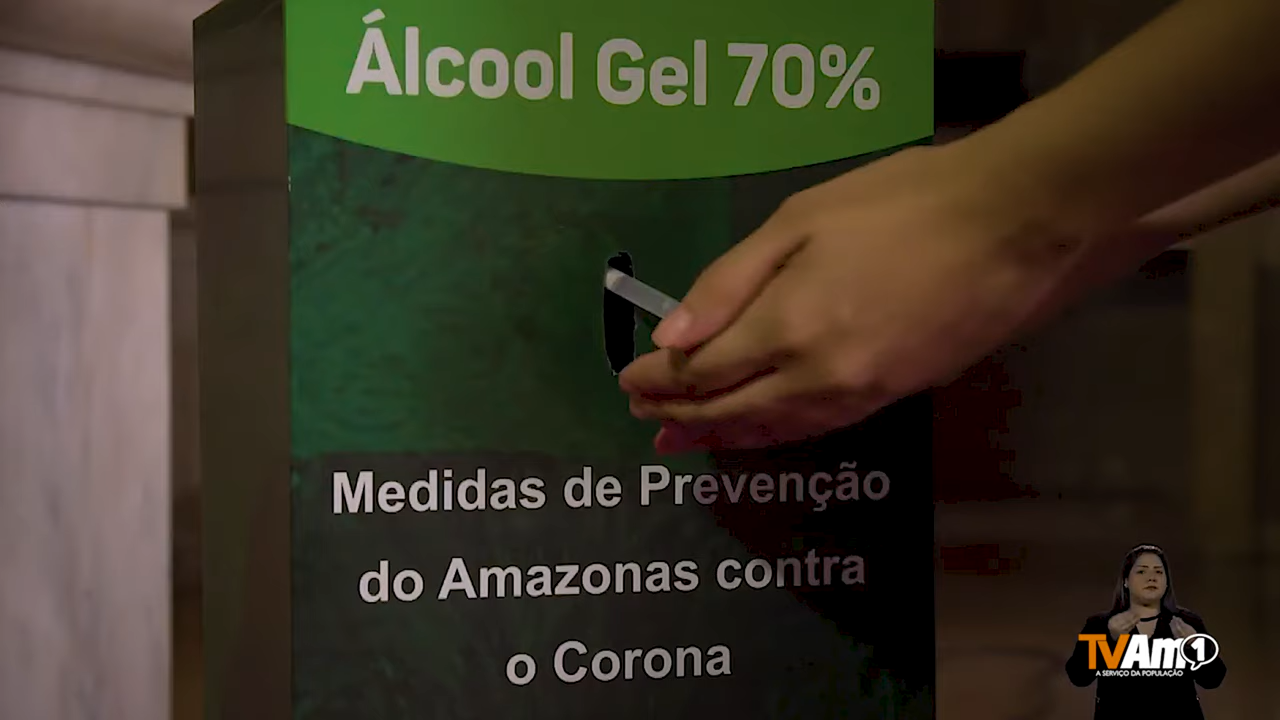 Álcool Gel 70%
Medidas de Prevenção
do Amazonas contra
o Corona
TVAm1
A SERVIÇO DA POPULAÇÃO